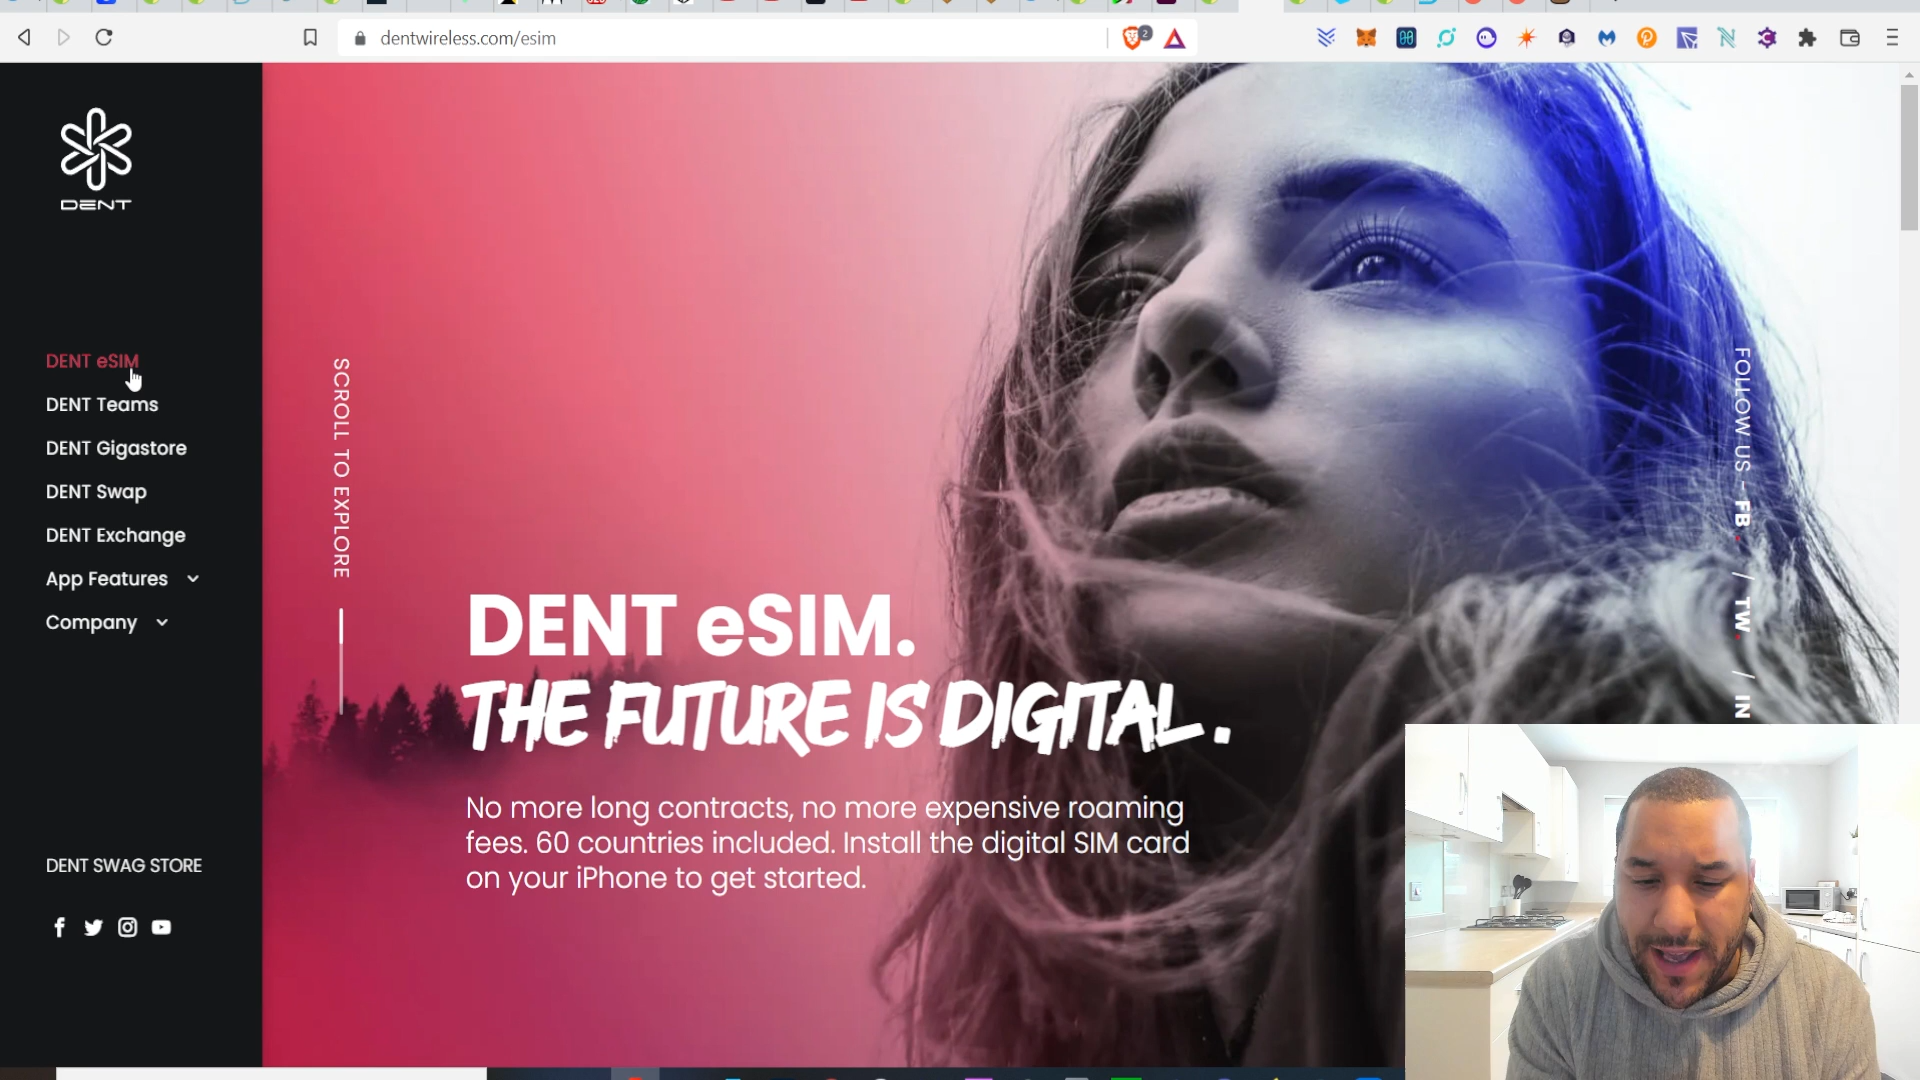 dentwireless.com/esim
2
DENT
DENT eSIM
DENT Teams
DENT Gigastore
DENT Swap
DENT Exchange
App Features
Company
DENT SWAG STORE
SCROLL TO EXPLORE
DENT eSIM.
THE FUTURE IS DIGITAL.
No more long contracts, no more expensive roaming
fees. 60 countries included. Install the digital SIM card
on your iPhone to get started.
FOLLOW US - FB. / TW. / IN